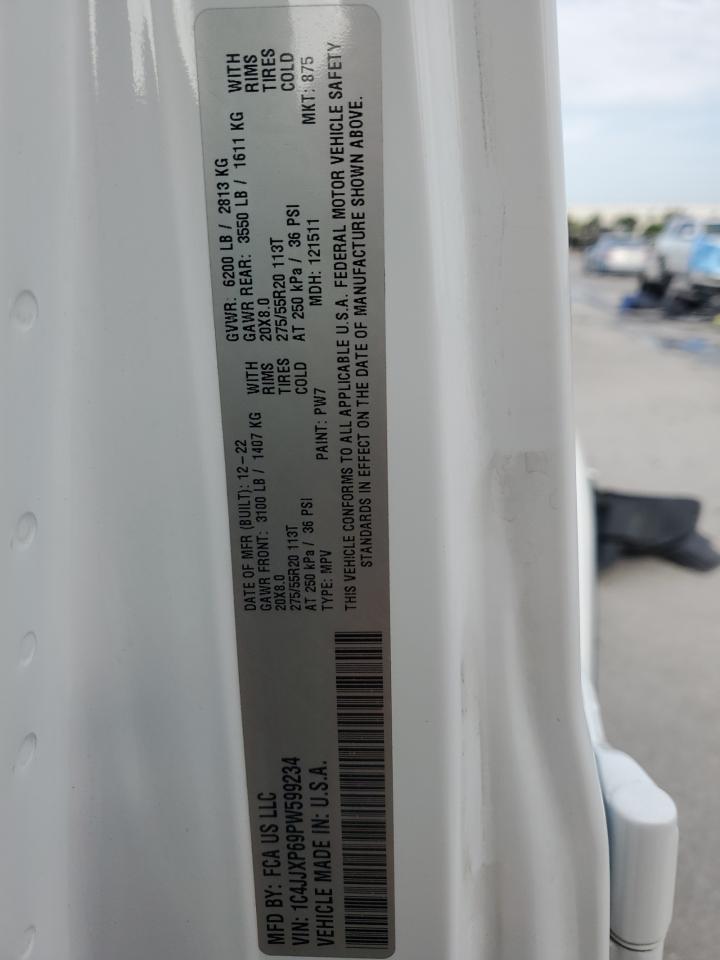 MFD BY: FCA US LLC
VIN: 1C4JJXP69PW599234
VEHICLE MADE IN: U.S.A.
DATE OF MFR (BUILT): 12-22
GAWR FRONT: 3100 LB / 1407 KG
20X8.0
275/55R20 113T
AT 250 kPa / 36 PSI
WITH
RIMS
TIRES
COLD
GVWR: 6200 LB / 2813 KG
GAWR REAR: 3550 LB / 1611 KG
20X8.0
275/55R20 113T
AT 250 kPa / 36 PSI
WITH
RIMS
TIRES
COLD
TYPE: MPV PAINT: PW7 MDH: 121511 MKT: 875
THIS VEHICLE CONFORMS TO ALL APPLICABLE U.S.A. FEDERAL MOTOR VEHICLE SAFETY
STANDARDS IN EFFECT ON THE DATE OF MANUFACTURE SHOWN ABOVE.